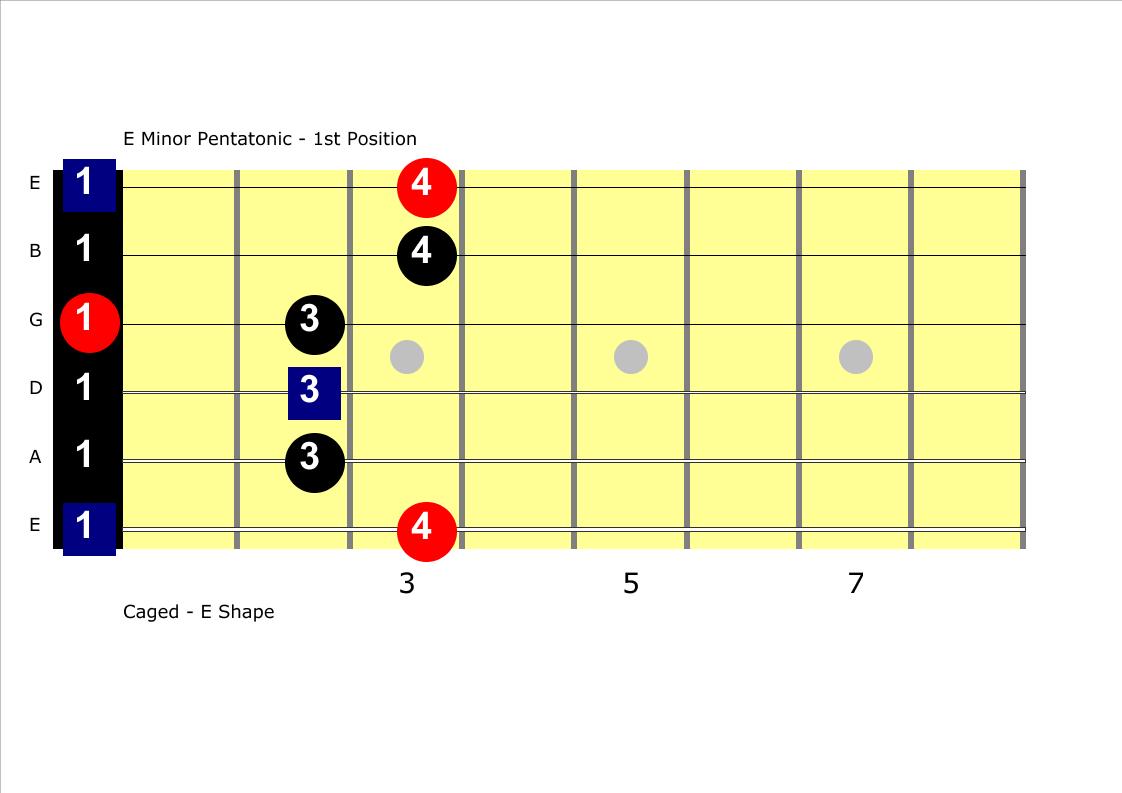 E Minor Pentatonic - 1st Position
E 1 4
B 1 4
G 1 3
D 1 3
A 1 3
E 1 4
3 5 7
Caged - E Shape